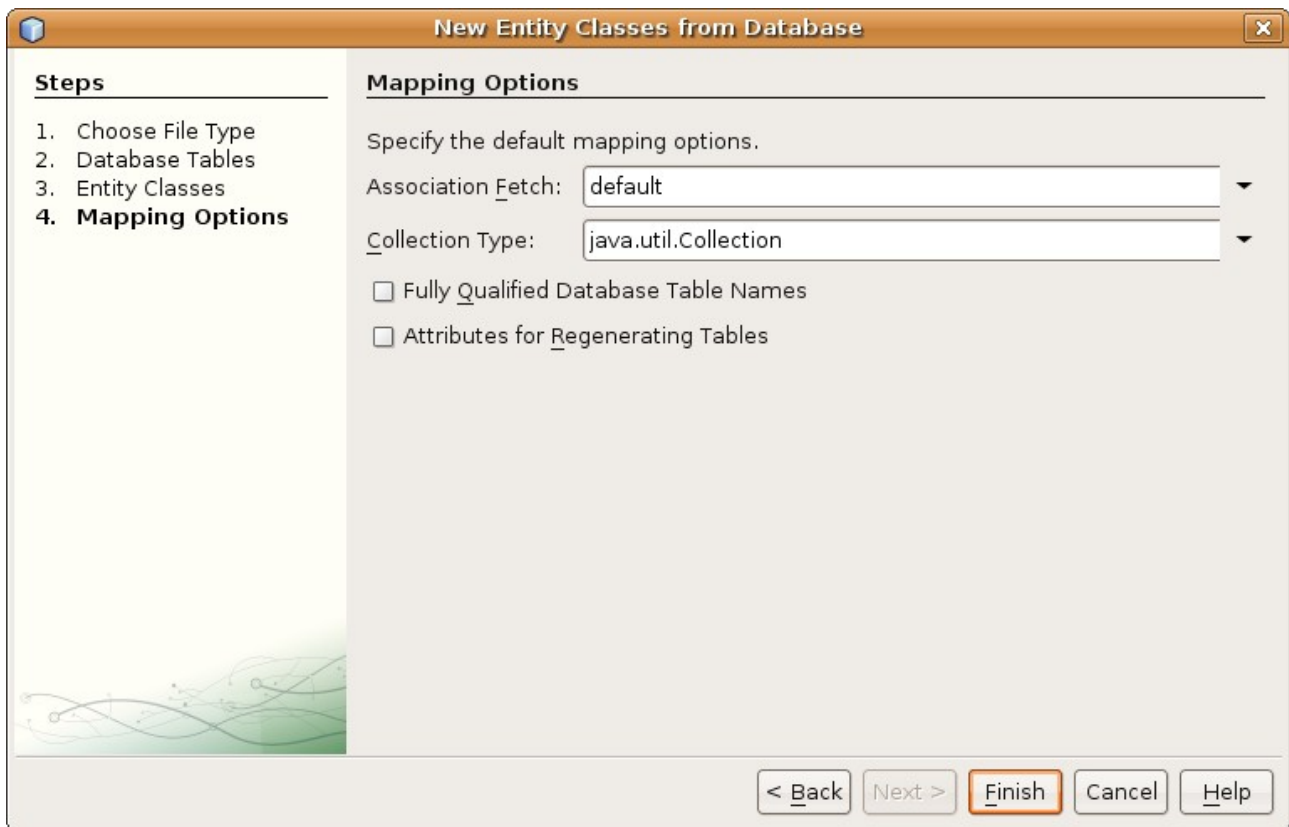 New Entity Classes from Database
Steps
1. Choose File Type
2. Database Tables
3. Entity Classes
4. Mapping Options
Mapping Options
Specify the default mapping options.
Association Fetch: default
Collection Type: java.util.Collection
Fully Qualified Database Table Names
Attributes for Regenerating Tables
< Back Next > Finish Cancel Help